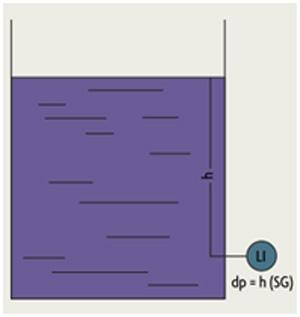 h
LI
dp = h (SG)